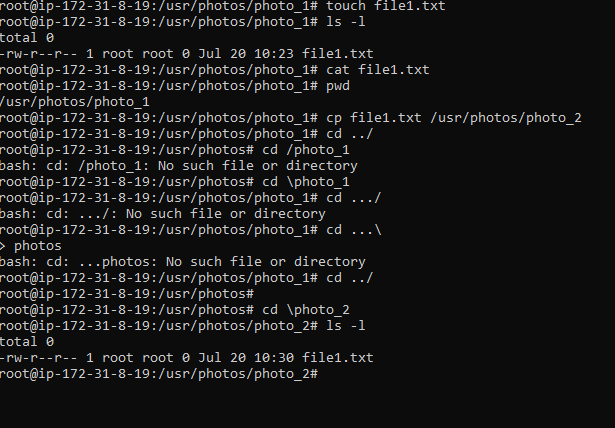 root@ip-172-31-8-19:/usr/photos/photo_1# touch file1.txt
root@ip-172-31-8-19:/usr/photos/photo_1# ls -l
total 0
-rw-r--r-- 1 root root 0 Jul 20 10:23 file1.txt
root@ip-172-31-8-19:/usr/photos/photo_1# cat file1.txt
root@ip-172-31-8-19:/usr/photos/photo_1# pwd
/usr/photos/photo_1
root@ip-172-31-8-19:/usr/photos/photo_1# cp file1.txt /usr/photos/photo_2
root@ip-172-31-8-19:/usr/photos/photo_1# cd ../
root@ip-172-31-8-19:/usr/photos# cd /photo_1
bash: cd: /photo_1: No such file or directory
root@ip-172-31-8-19:/usr/photos# cd \photo_1
root@ip-172-31-8-19:/usr/photos/photo_1# cd .../
bash: cd: .../: No such file or directory
root@ip-172-31-8-19:/usr/photos/photo_1# cd ...\
> photos
bash: cd: ...photos: No such file or directory
root@ip-172-31-8-19:/usr/photos/photo_1# cd ../
root@ip-172-31-8-19:/usr/photos#
root@ip-172-31-8-19:/usr/photos# cd \photo_2
root@ip-172-31-8-19:/usr/photos/photo_2# ls -l
total 0
-rw-r--r-- 1 root root 0 Jul 20 10:30 file1.txt
root@ip-172-31-8-19:/usr/photos/photo_2#